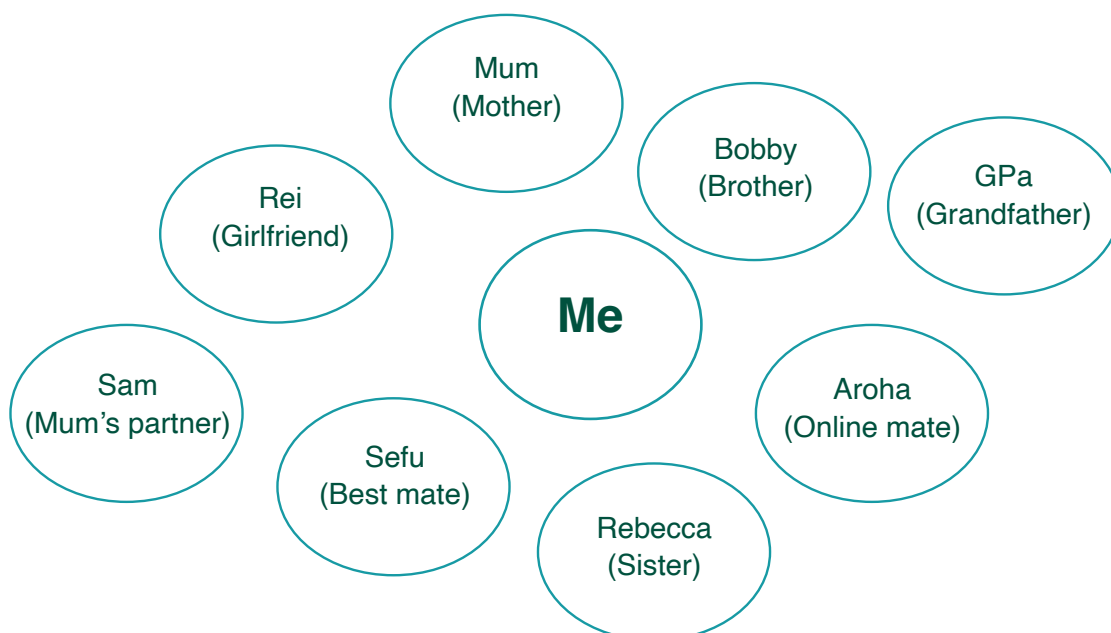 Mum
(Mother)
Bobby
(Brother)
GPa
(Grandfather)
Rei
(Girlfriend)
Me
Sam
(Mum’s partner)
Aroha
(Online mate)
Sefu
(Best mate)
Rebecca
(Sister)